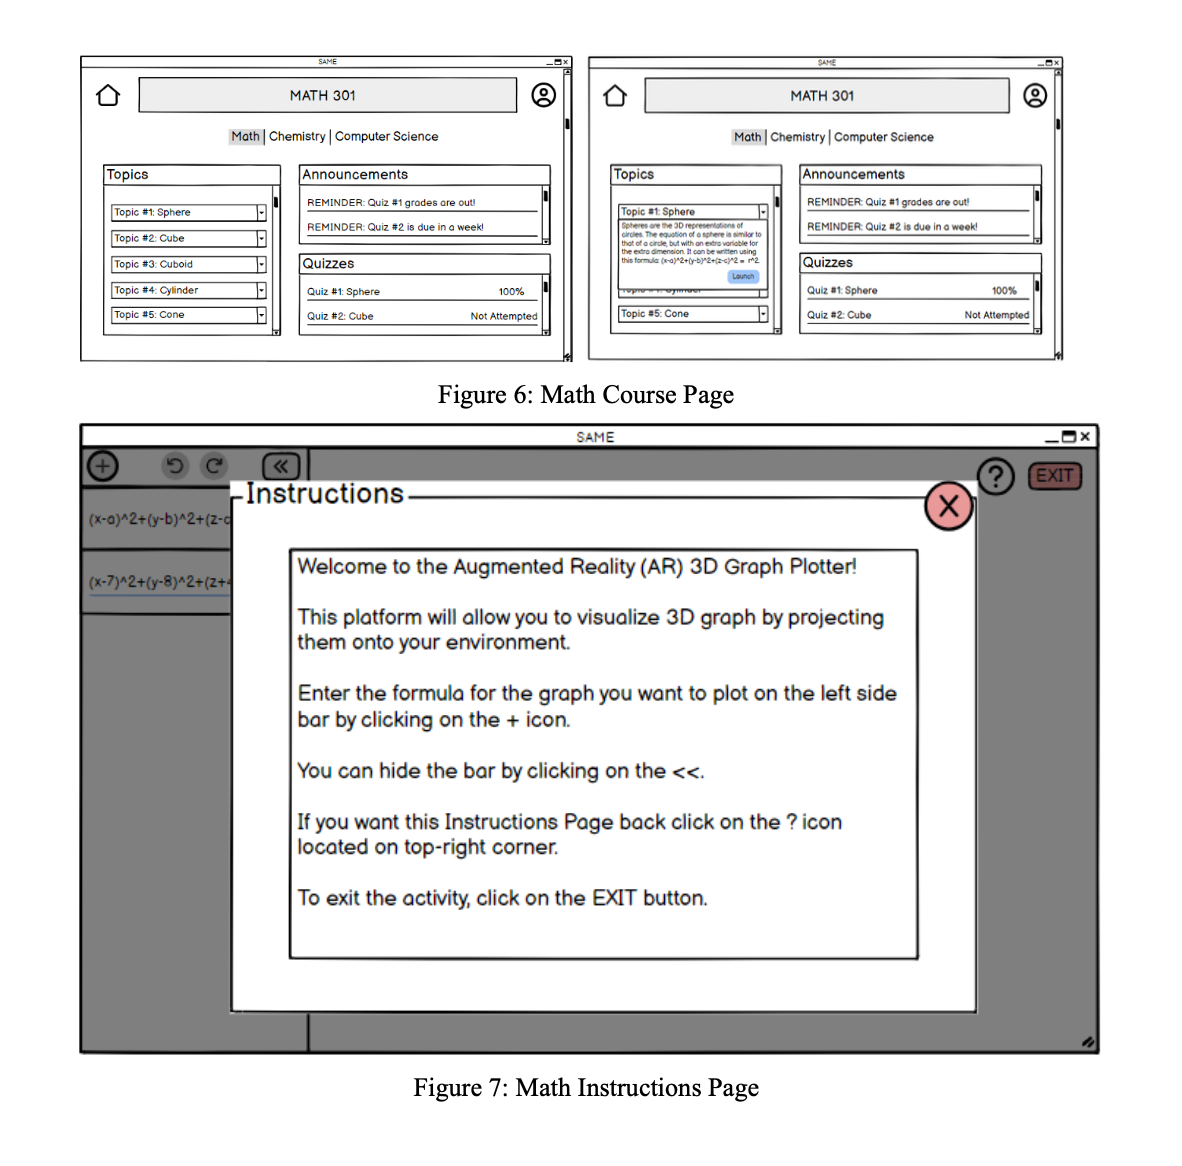 SAME
MATH 301
Math | Chemistry | Computer Science
Topics
Topic #1: Sphere
Topic #2: Cube
Topic #3: Cuboid
Topic #4: Cylinder
Topic #5: Cone
Announcements
REMINDER: Quiz #1 grades are out!
REMINDER: Quiz #2 is due in a week!
Quizzes
Quiz #1: Sphere 100%
Quiz #2: Cube Not Attempted
SAME
MATH 301
Math | Chemistry | Computer Science
Topics
Topic #1: Sphere
Spheres are the 3D representations of
circles. The equation of a sphere is similar to
that of a circle, but with an extra variable for
the extra dimension. It can be written using
this formula: (x-a)^2+(y-b)^2+(z-c)^2 = r^2.
Launch
Topic #4: Cylinder
Topic #5: Cone
Announcements
REMINDER: Quiz #1 grades are out!
REMINDER: Quiz #2 is due in a week!
Quizzes
Quiz #1: Sphere 100%
Quiz #2: Cube Not Attempted
Figure 6: Math Course Page
SAME
EXIT
(x-a)^2+(y-b)^2+(z-c
(x-7)^2+(y-8)^2+(z+4
Instructions
X
Welcome to the Augmented Reality (AR) 3D Graph Plotter!
This platform will allow you to visualize 3D graph by projecting
them onto your environment.
Enter the formula for the graph you want to plot on the left side
bar by clicking on the + icon.
You can hide the bar by clicking on the <<.
If you want this Instructions Page back click on the ? icon
located on top-right corner.
To exit the activity, click on the EXIT button.
Figure 7: Math Instructions Page